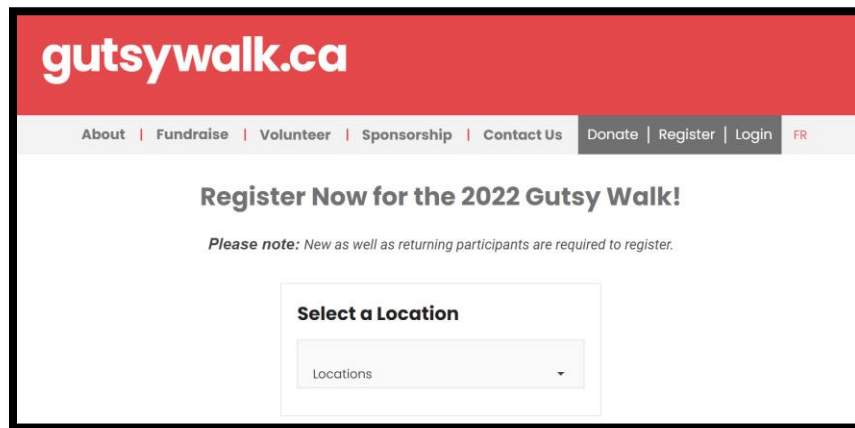 gutsywalk.ca
About | Fundraise | Volunteer | Sponsorship | Contact Us Donate | Register | Login FR
Register Now for the 2022 Gutsy Walk!
Please note: New as well as returning participants are required to register.
Select a Location
Locations